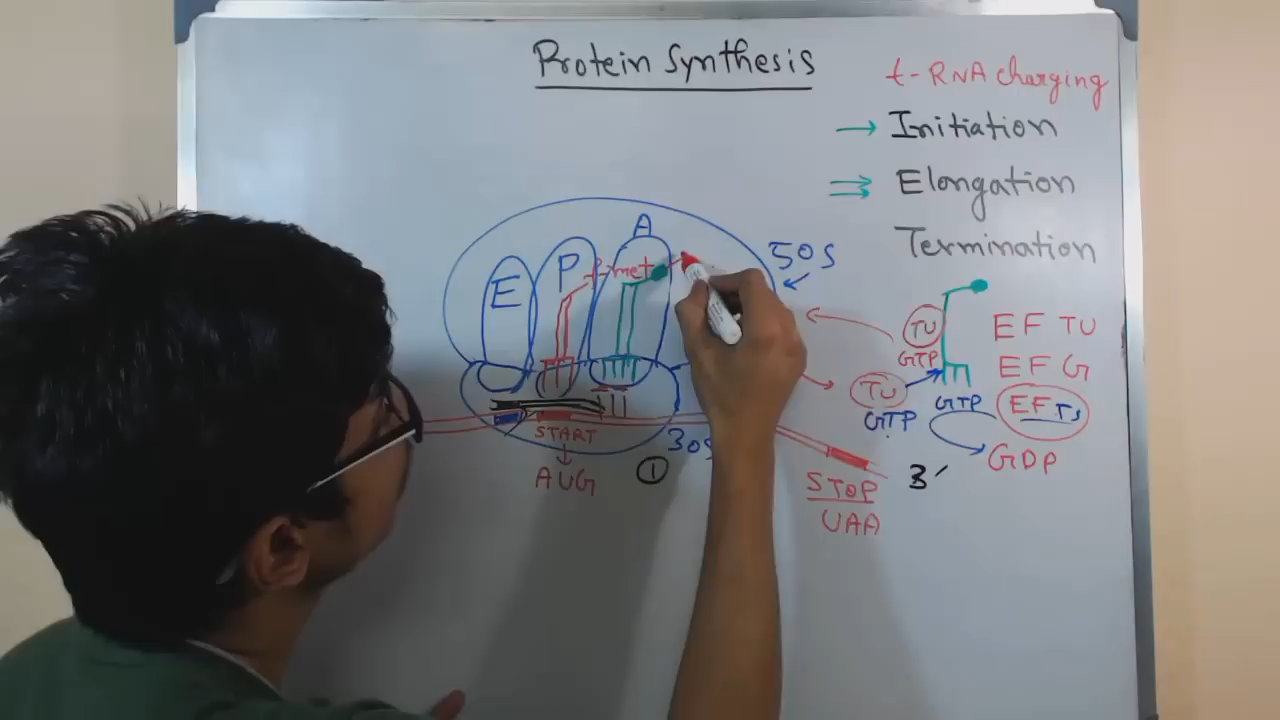 Protein Synthesis
t-RNA charging
→ Initiation
Elongation
Termination
A
P
E
f-met
50s
TU
GTP
EF TU
EF G
TU
GTP
GTP
EF Ts
GDP
START
AUG
30s
1
STOP
UAA
3′